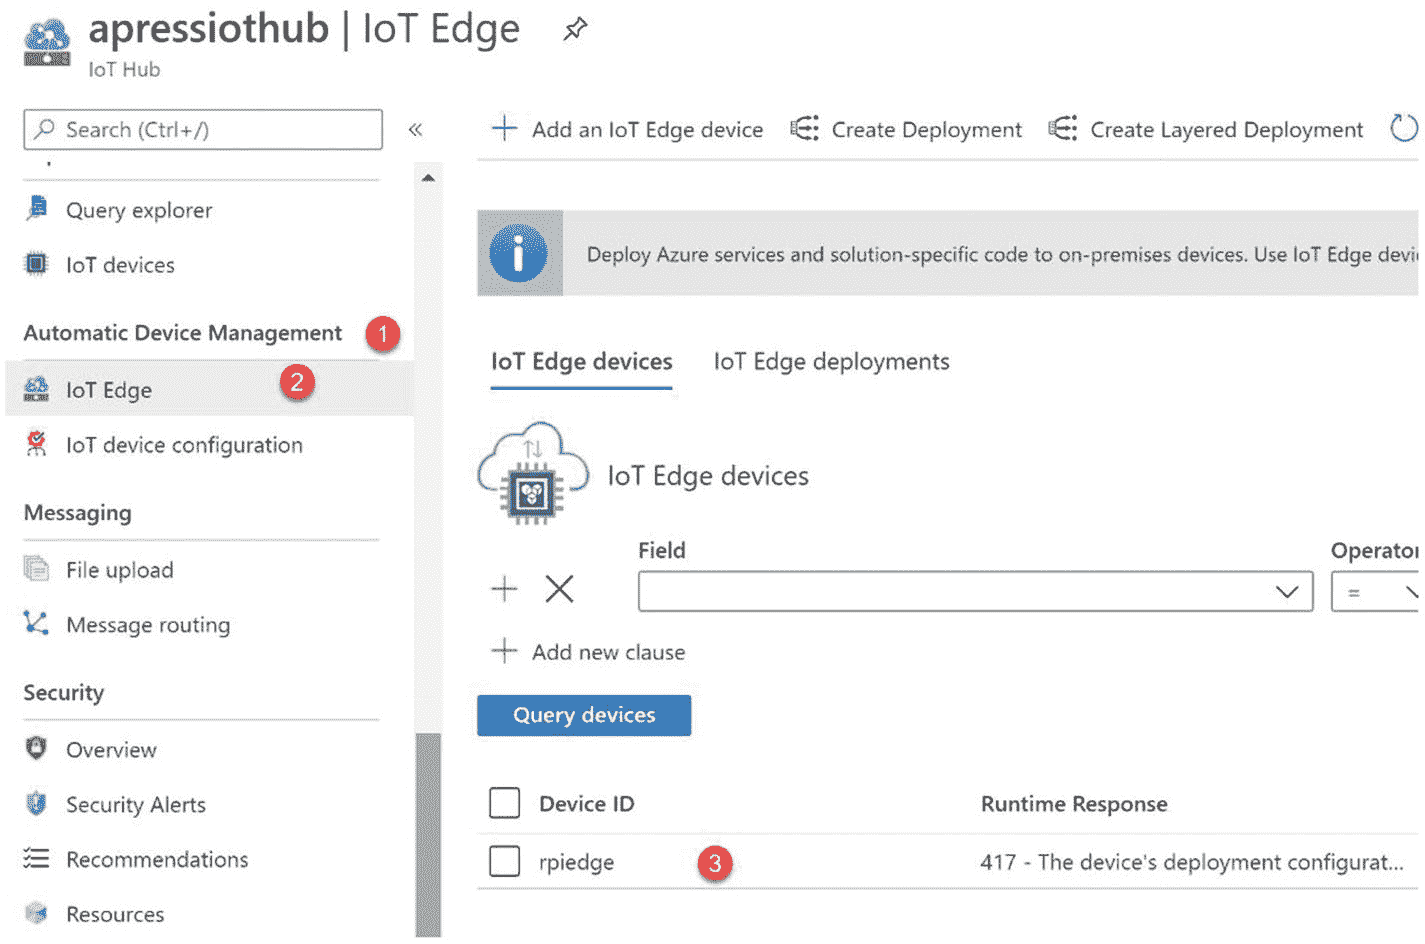 apressiothub | IoT Edge
IoT Hub
Search (Ctrl+/)
«
Query explorer
IoT devices
Automatic Device Management 1
IoT Edge 2
IoT device configuration
Messaging
File upload
Message routing
Security
Overview
Security Alerts
Recommendations
Resources
Add an IoT Edge device Create Deployment Create Layered Deployment
Deploy Azure services and solution-specific code to on-premises devices. Use IoT Edge devi
IoT Edge devices IoT Edge deployments
IoT Edge devices
Field Operator
=
Add new clause
Query devices
Device ID Runtime Response
rpiedge 3 417 - The device's deployment configurat...